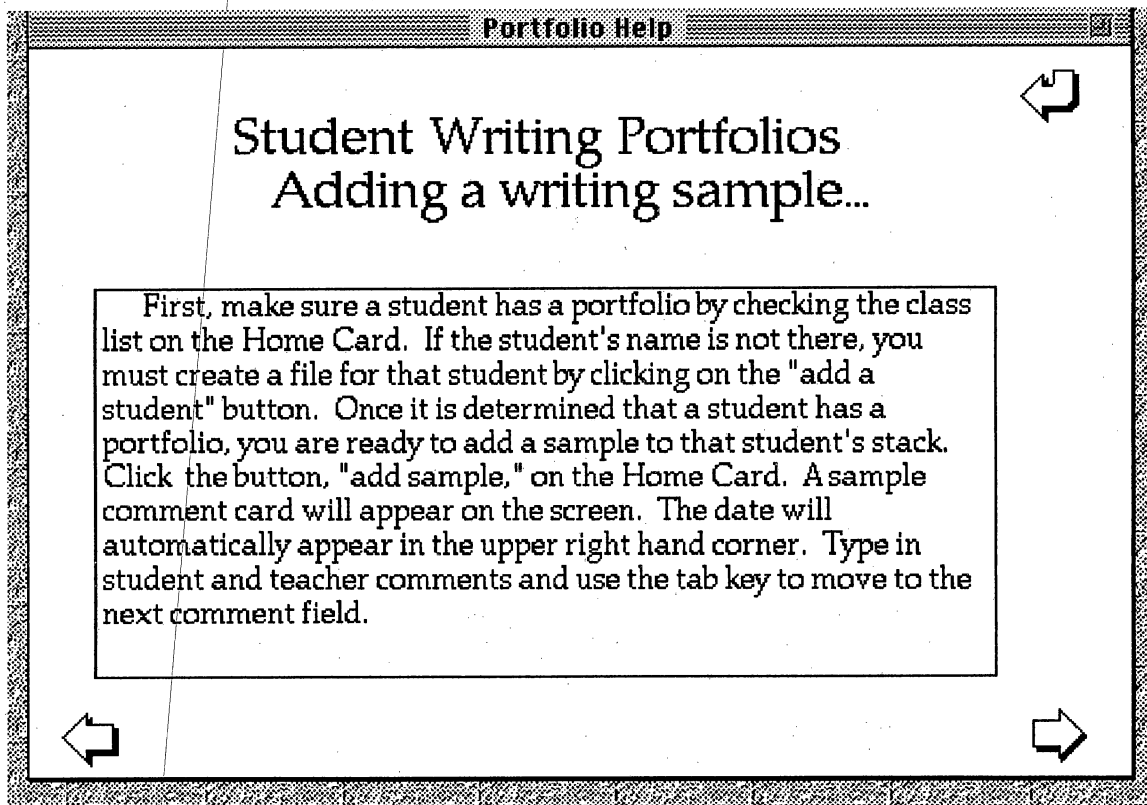 Portfolio Help
Student Writing Portfolios
Adding a writing sample...
First, make sure a student has a portfolio by checking the class
list on the Home Card. If the student's name is not there, you
must create a file for that student by clicking on the "add a
student" button. Once it is determined that a student has a
portfolio, you are ready to add a sample to that student's stack.
Click the button, "add sample," on the Home Card. A sample
comment card will appear on the screen. The date will
automatically appear in the upper right hand corner. Type in
student and teacher comments and use the tab key to move to the
next comment field.